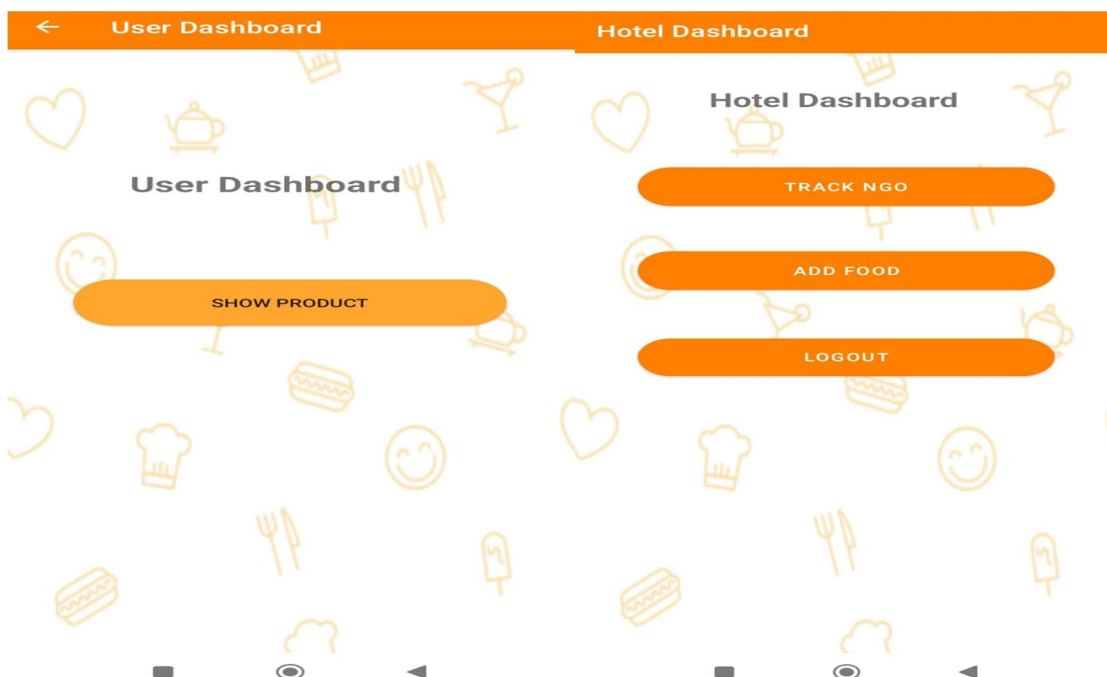 User Dashboard
User Dashboard
SHOW PRODUCT
Hotel Dashboard
Hotel Dashboard
TRACK NGO
ADD FOOD
LOGOUT